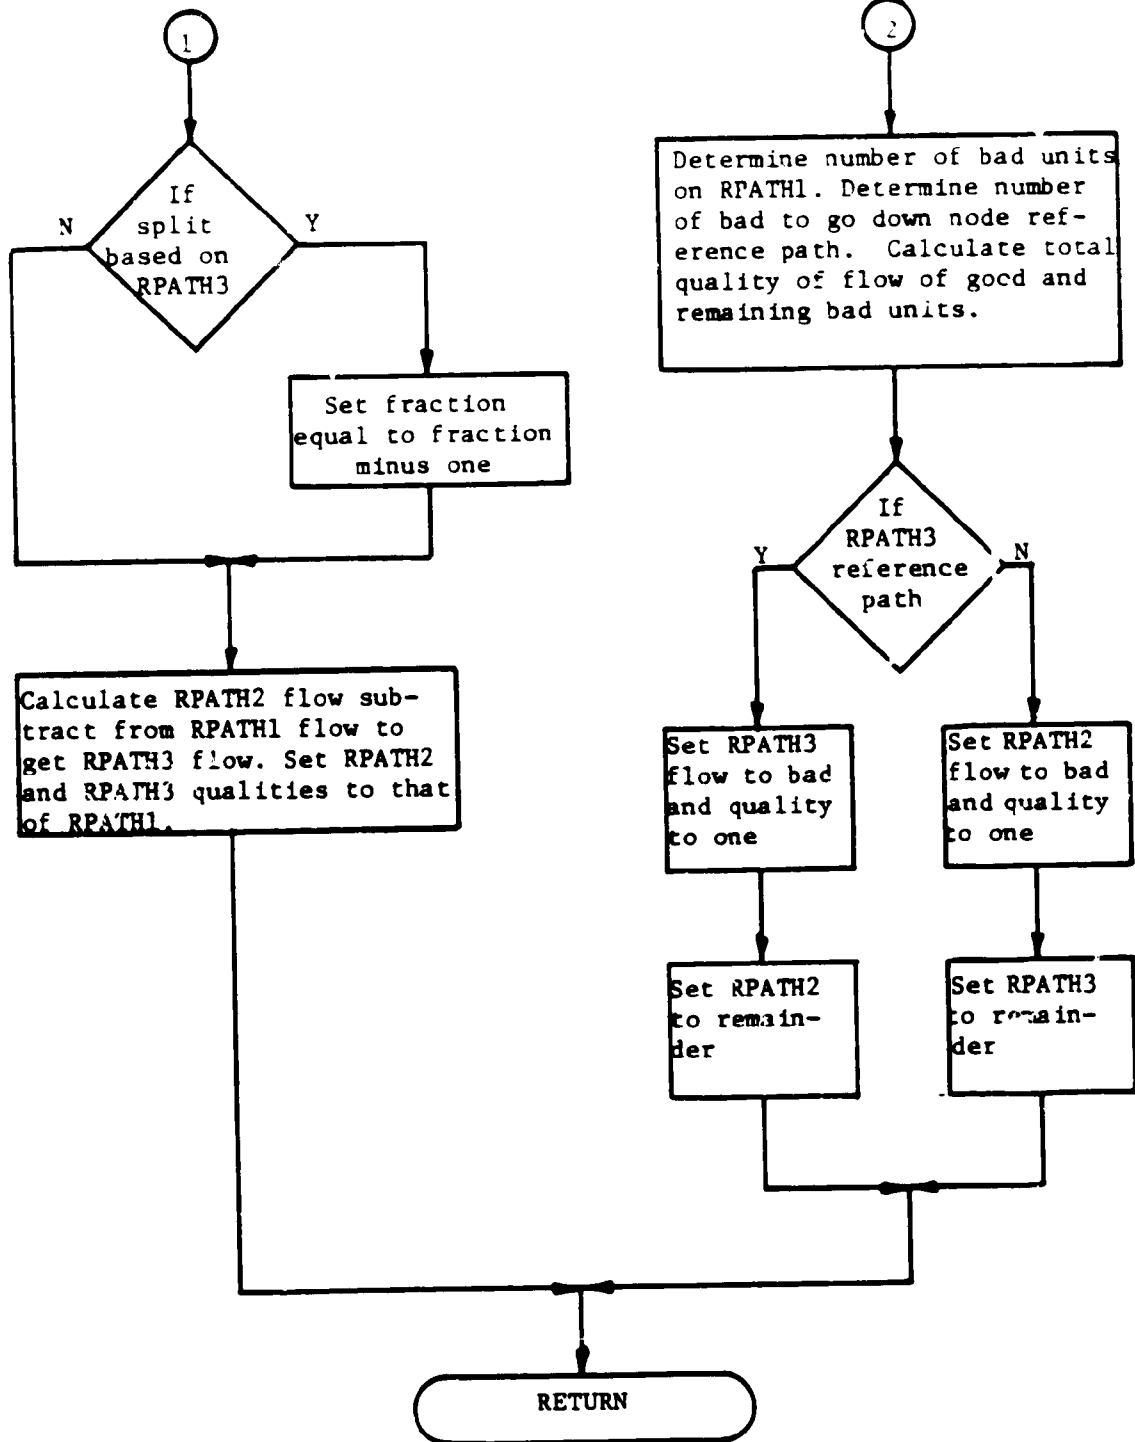 1
2
If
split
based on
RPATH3
N
Y
Set fraction
equal to fraction
minus one
Calculate RPATH2 flow sub-
tract from RPATH1 flow to
get RPATH3 flow. Set RPATH2
and RPATH3 qualities to that
of RPATH1.
Determine number of bad units
on RPATH1. Determine number
of bad to go down node ref-
erence path. Calculate total
quality of flow of good and
remaining bad units.
If
RPATH3
reference
path
Y
N
Set RPATH3
flow to bad
and quality
to one
Set RPATH2
flow to bad
and quality
to one
Set RPATH2
to remain-
der
Set RPATH3
to remain-
der
RETURN